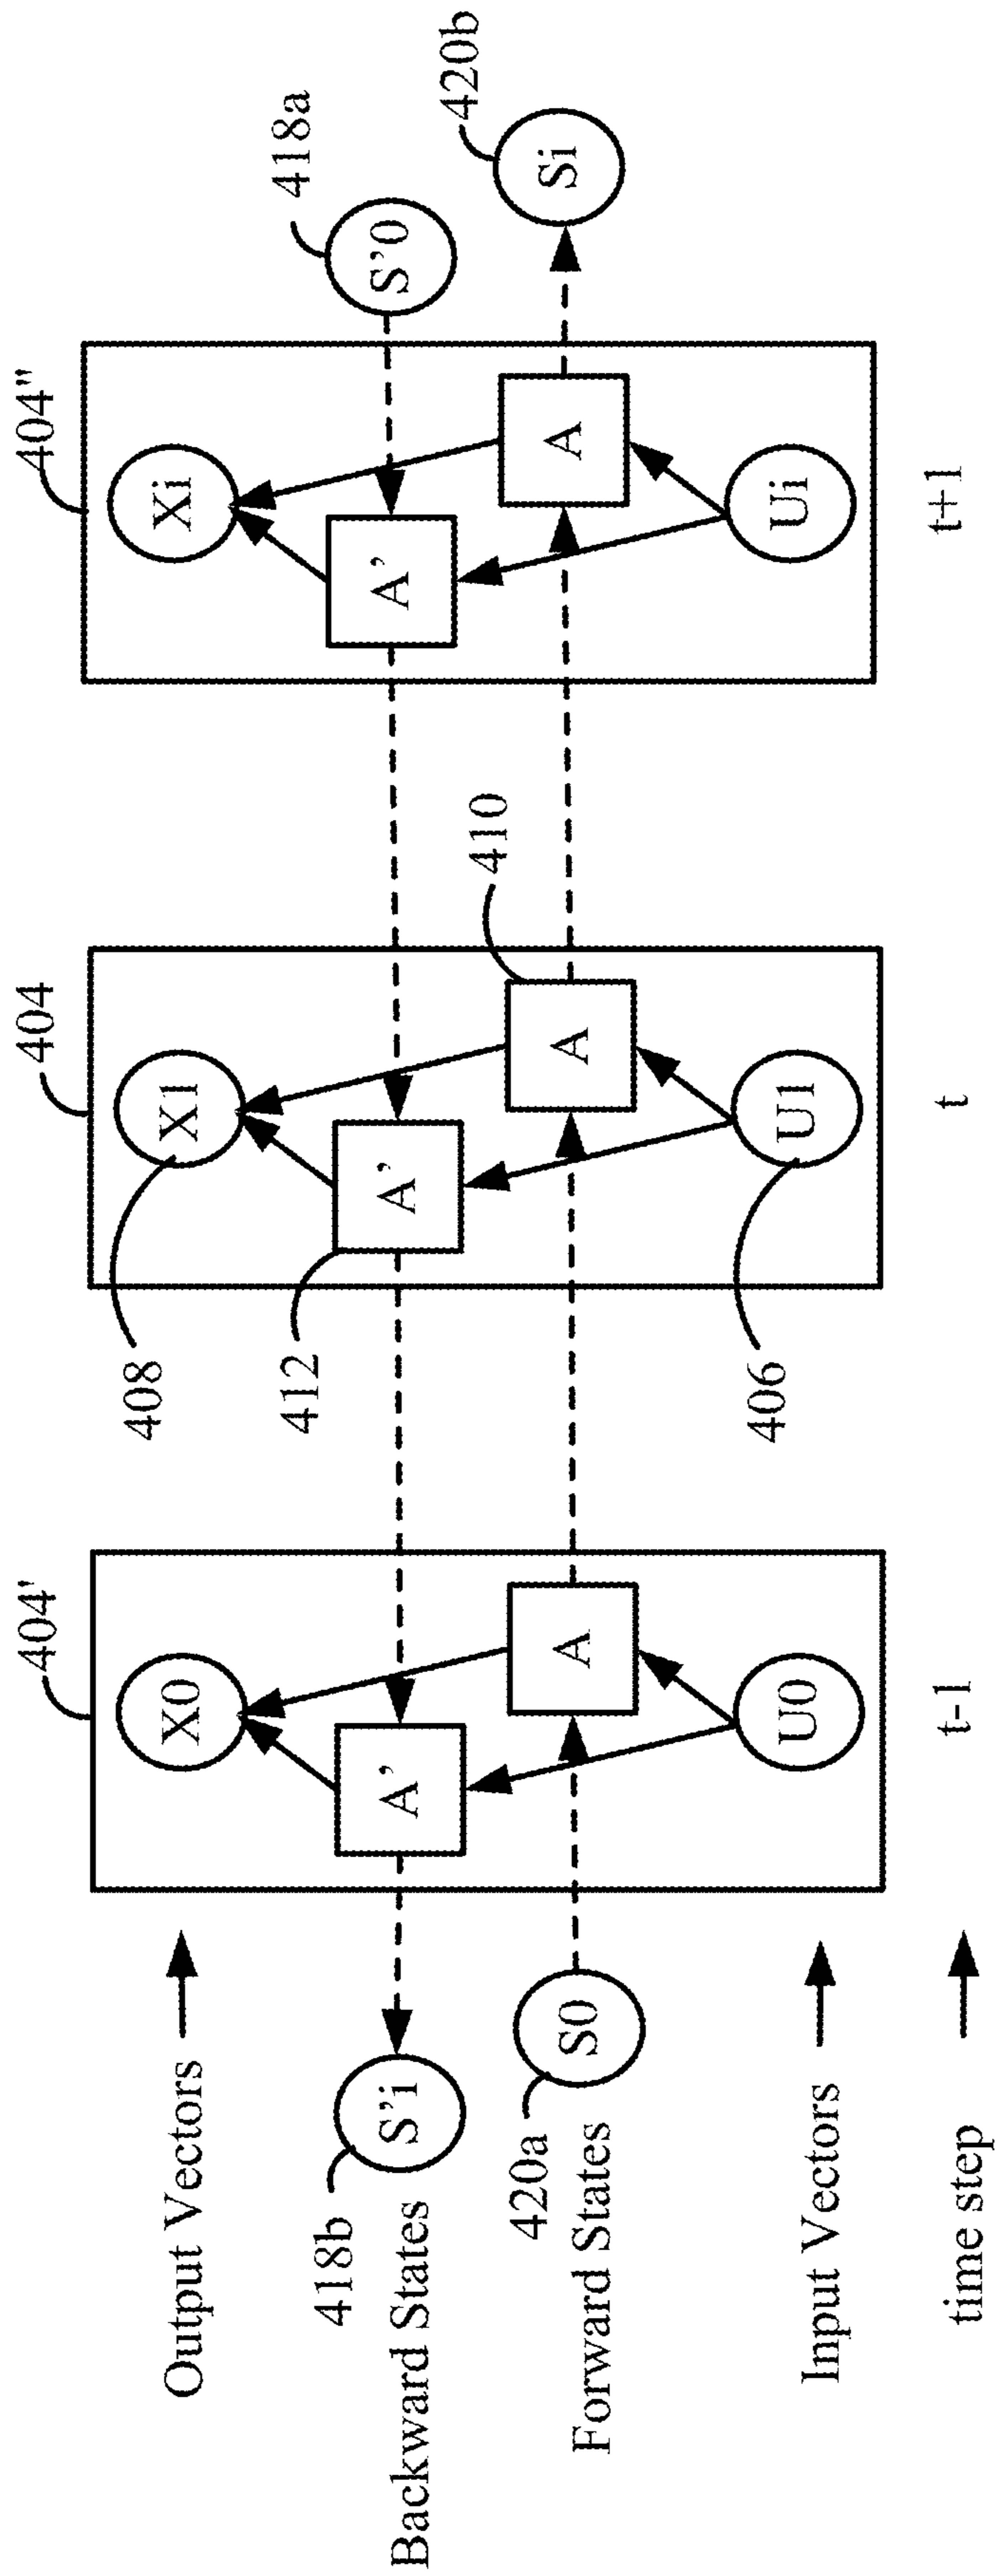 404'
404
404"
X0
X1
Xi
408
418a
Output Vectors
S'i
A'
A'
A'
S'0
418b
412
410
420b
Backward States
S0
A
A
A
Si
420a
Forward States
Input Vectors
U0
U1
Ui
406
time step
t-1
t
t+1